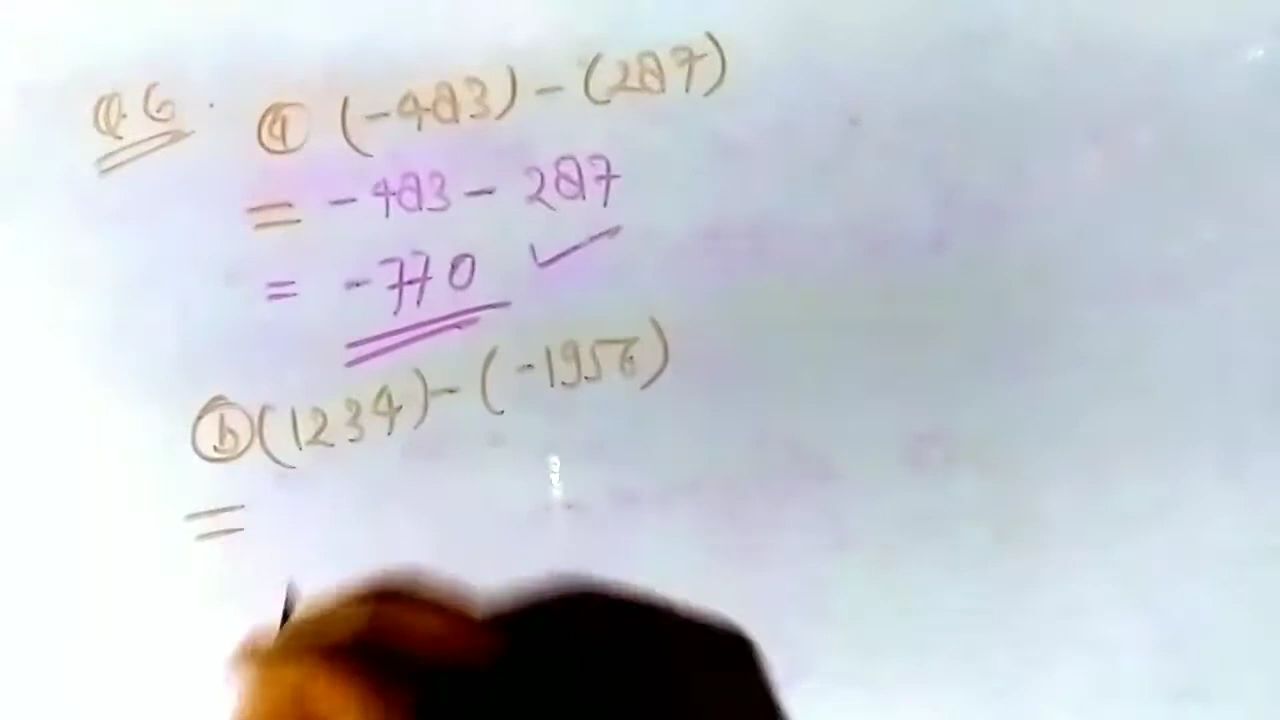 Q.6. ⓐ (-483) - (287)
= -483 - 287
= -770 ✓
ⓑ (1234) - (-1956)
=